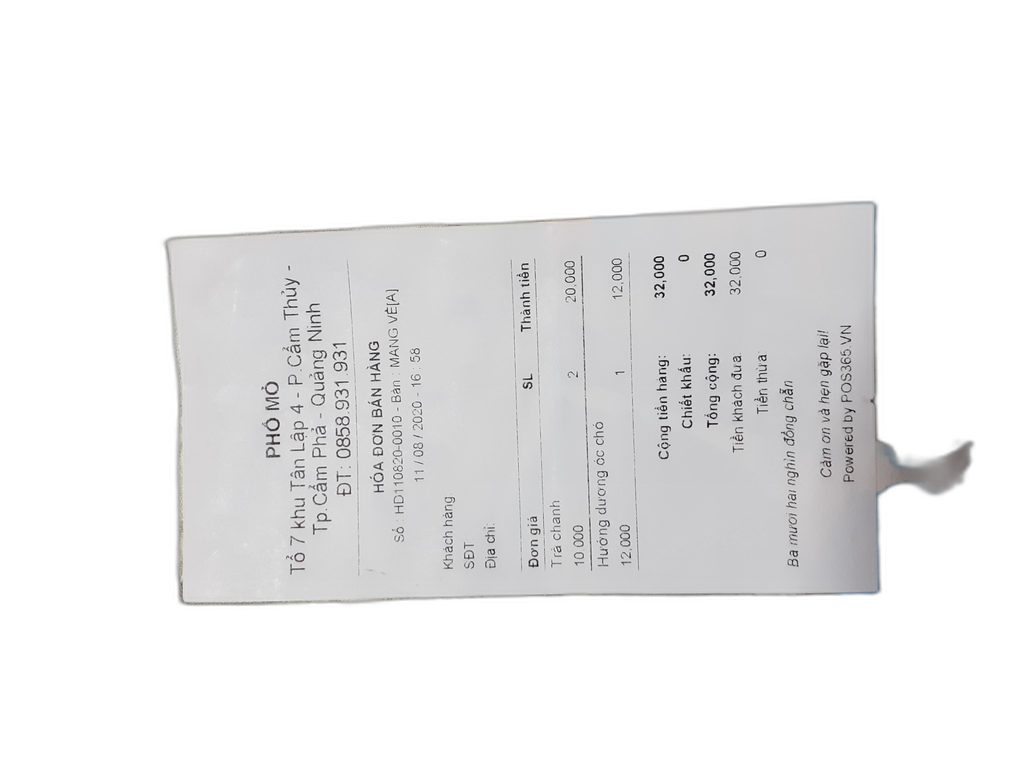 PHỐ MỎ
Tổ 7 khu Tân Lập 4 - P.Cẩm Thủy -
Tp.Cẩm Phả - Quảng Ninh
ĐT: 0858.931.931
HÓA ĐƠN BÁN HÀNG
Số : HD110820-0010 - Bàn : MANG VỀ[A]
11 / 08 / 2020 - 16 : 58
Khách hàng
SĐT
Địa chỉ:
Đơn giá SL Thành tiền
Trà chanh
10 000 2 20,000
Hướng dương óc chó
12,000 1 12,000
Cộng tiền hàng: 32,000
Chiết khấu: 0
Tổng cộng: 32,000
Tiền khách đưa 32,000
Tiền thừa 0
Ba mươi hai nghìn đồng chẵn
Cảm ơn và hẹn gặp lại!
Powered by POS365.VN